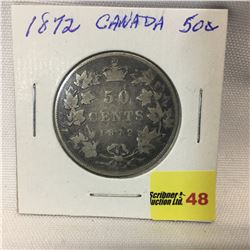 1872 CANADA 50¢
50
CENTS
1872
Scribner
Auction Ltd. 48